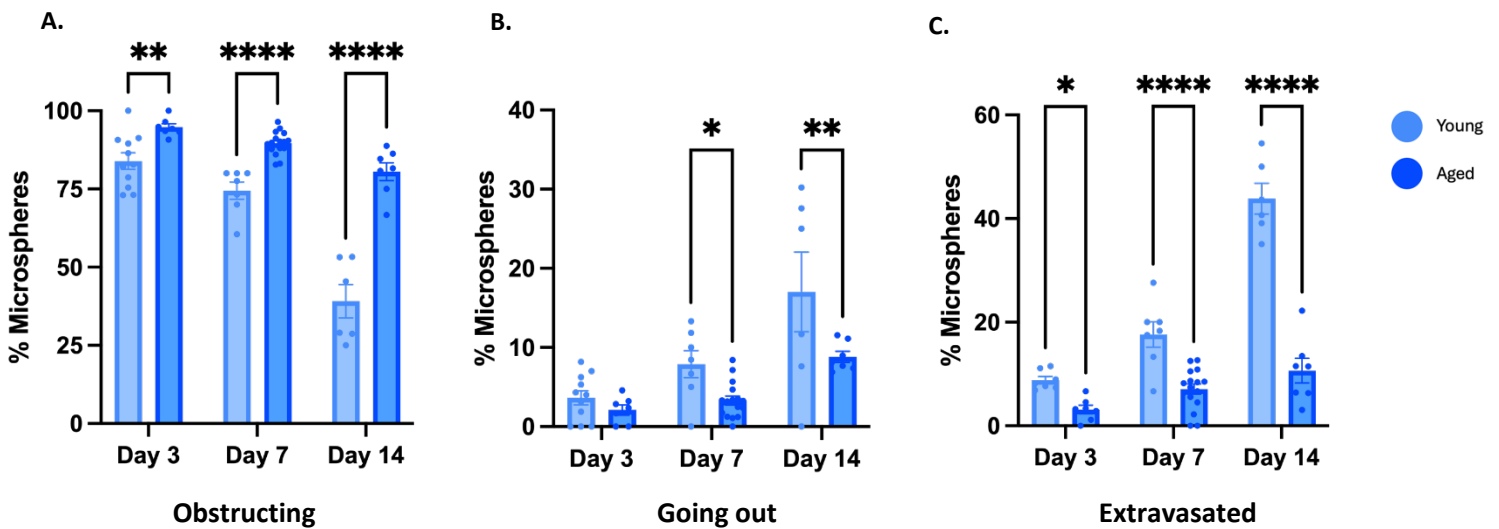 A.
** **** ****
% Microspheres
100
75
50
25
0
Day 3 Day 7 Day 14
Obstructing
B.
* **
% Microspheres
40
30
20
10
0
Day 3 Day 7 Day 14
Going out
C.
* **** ****
% Microspheres
60
40
20
0
Day 3 Day 7 Day 14
Extravasated
Young
Aged